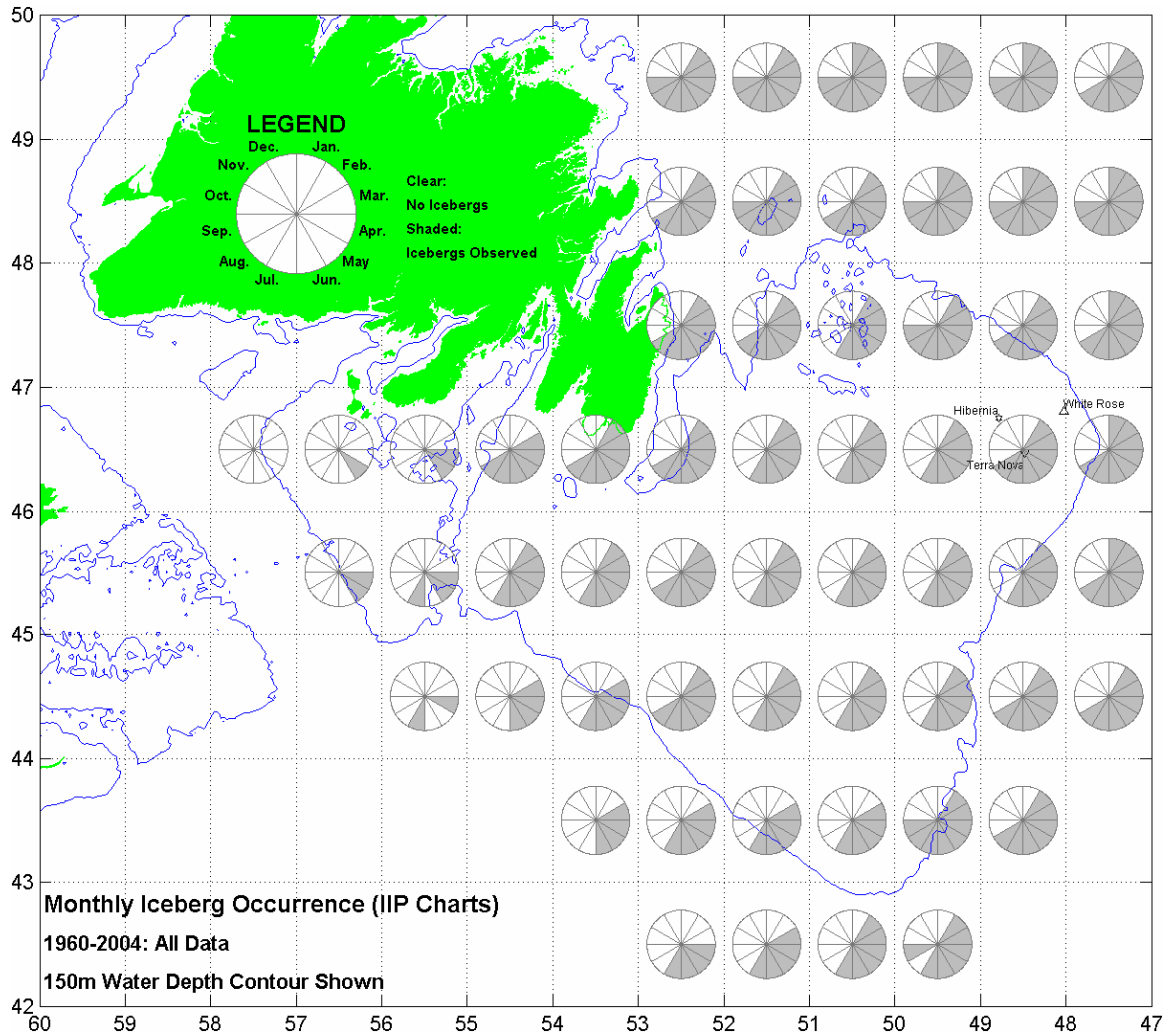 50
49
48
47
46
45
44
43
42
LEGEND
Dec.
Jan.
Nov.
Feb.
Oct.
Mar.
Sep.
Apr.
Aug.
May
Jul.
Jun.
Clear:
No Icebergs
Shaded:
Icebergs Observed
Hibernia
White Rose
Terra Nova
Monthly Iceberg Occurrence (IIP Charts)
1960-2004: All Data
150m Water Depth Contour Shown
60 59 58 57 56 55 54 53 52 51 50 49 48 47